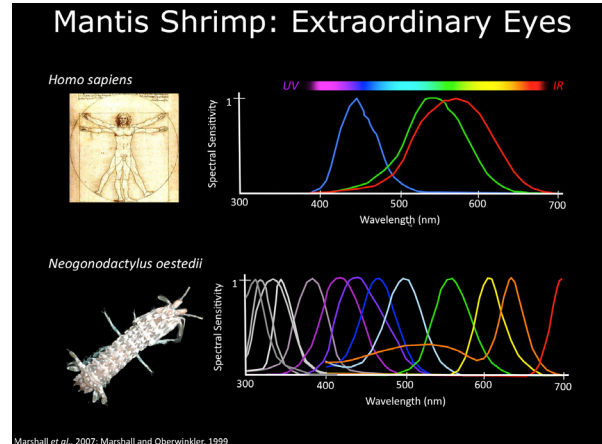 Mantis Shrimp: Extraordinary Eyes
Homo sapiens
UV
IR
Spectral Sensitivity
1
300
400
500
600
700
Wavelength (nm)
Neogonodactylus oestedii
Spectral Sensitivity
1
300
400
500
600
700
Wavelength (nm)
Marshall et al., 2007; Marshall and Oberwinkler, 1999